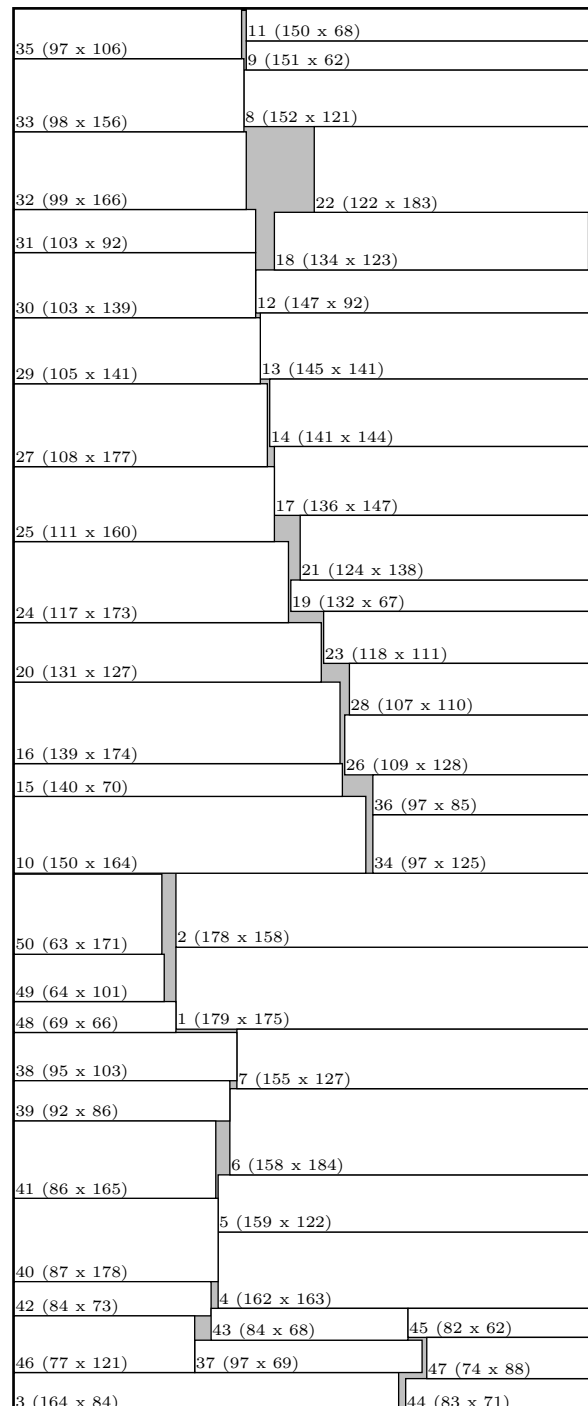 11 (150 x 68)
35 (97 x 106)
9 (151 x 62)
8 (152 x 121)
33 (98 x 156)
32 (99 x 166)
22 (122 x 183)
31 (103 x 92)
18 (134 x 123)
30 (103 x 139)
12 (147 x 92)
29 (105 x 141)
13 (145 x 141)
14 (141 x 144)
27 (108 x 177)
17 (136 x 147)
25 (111 x 160)
21 (124 x 138)
19 (132 x 67)
24 (117 x 173)
23 (118 x 111)
20 (131 x 127)
28 (107 x 110)
16 (139 x 174)
26 (109 x 128)
15 (140 x 70)
36 (97 x 85)
10 (150 x 164)
34 (97 x 125)
50 (63 x 171)
2 (178 x 158)
49 (64 x 101)
48 (69 x 66)
1 (179 x 175)
38 (95 x 103)
7 (155 x 127)
39 (92 x 86)
6 (158 x 184)
41 (86 x 165)
5 (159 x 122)
40 (87 x 178)
4 (162 x 163)
42 (84 x 73)
43 (84 x 68)
45 (82 x 62)
46 (77 x 121)
37 (97 x 69)
47 (74 x 88)
3 (164 x 84)
44 (83 x 71)